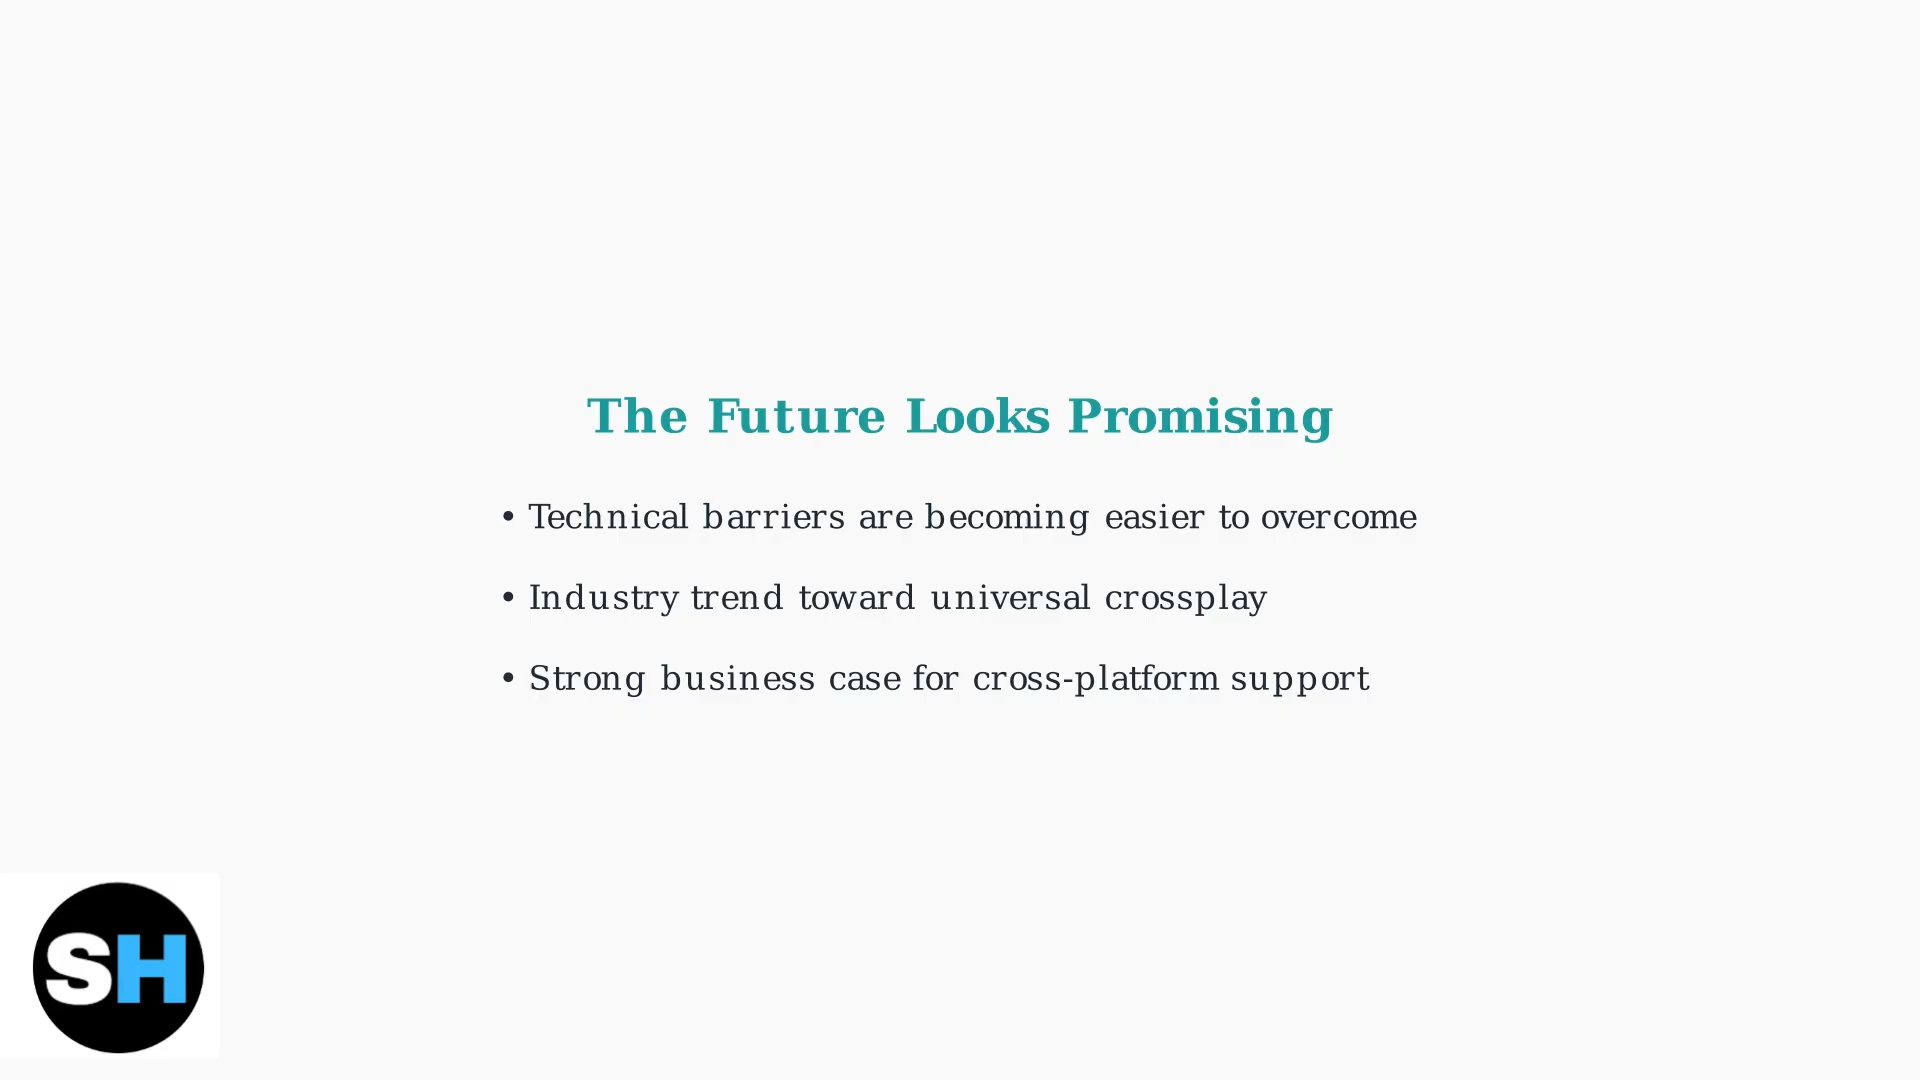 The Future Looks Promising
• Technical barriers are becoming easier to overcome
• Industry trend toward universal crossplay
• Strong business case for cross-platform support
SH